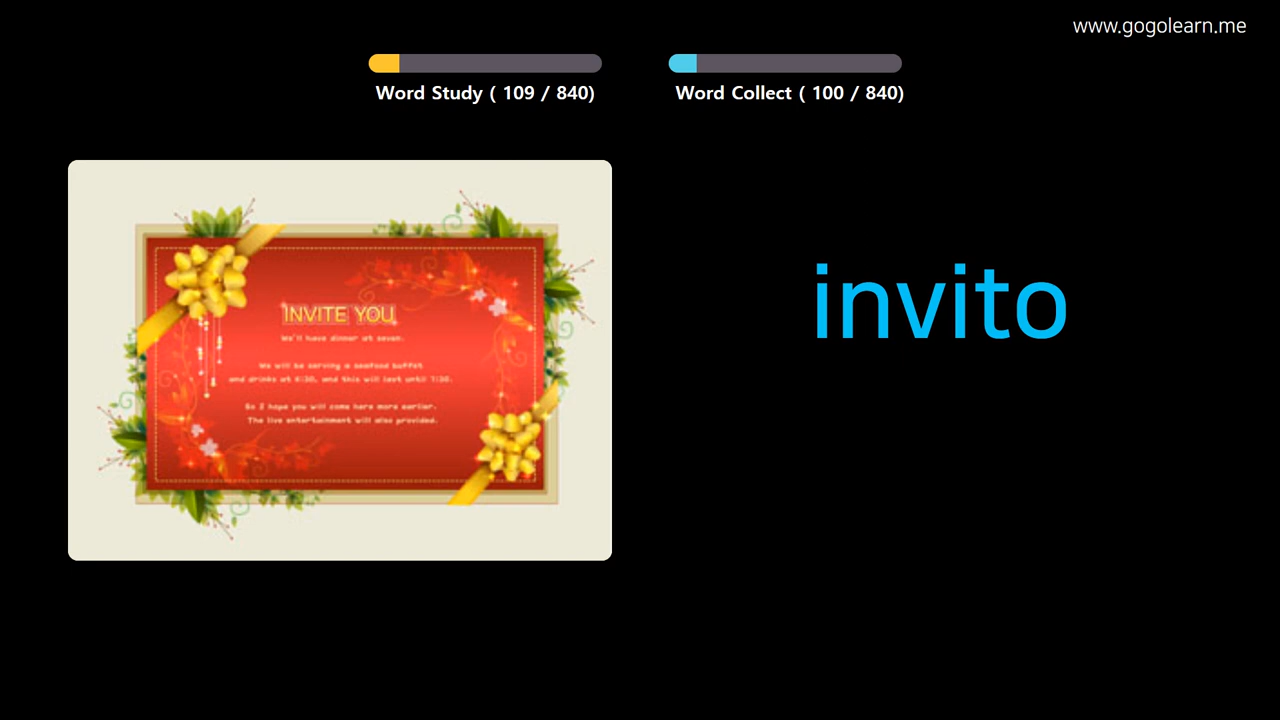 www.gogolearn.me
Word Study ( 109 / 840)
Word Collect ( 100 / 840)
INVITE YOU
We'll have dinner at seven.
We will be serving a seafood buffet
and drinks at 6:30, and this will last until 1:30.
So I hope you will come here more earlier.
The live entertainment will also provided.
invito